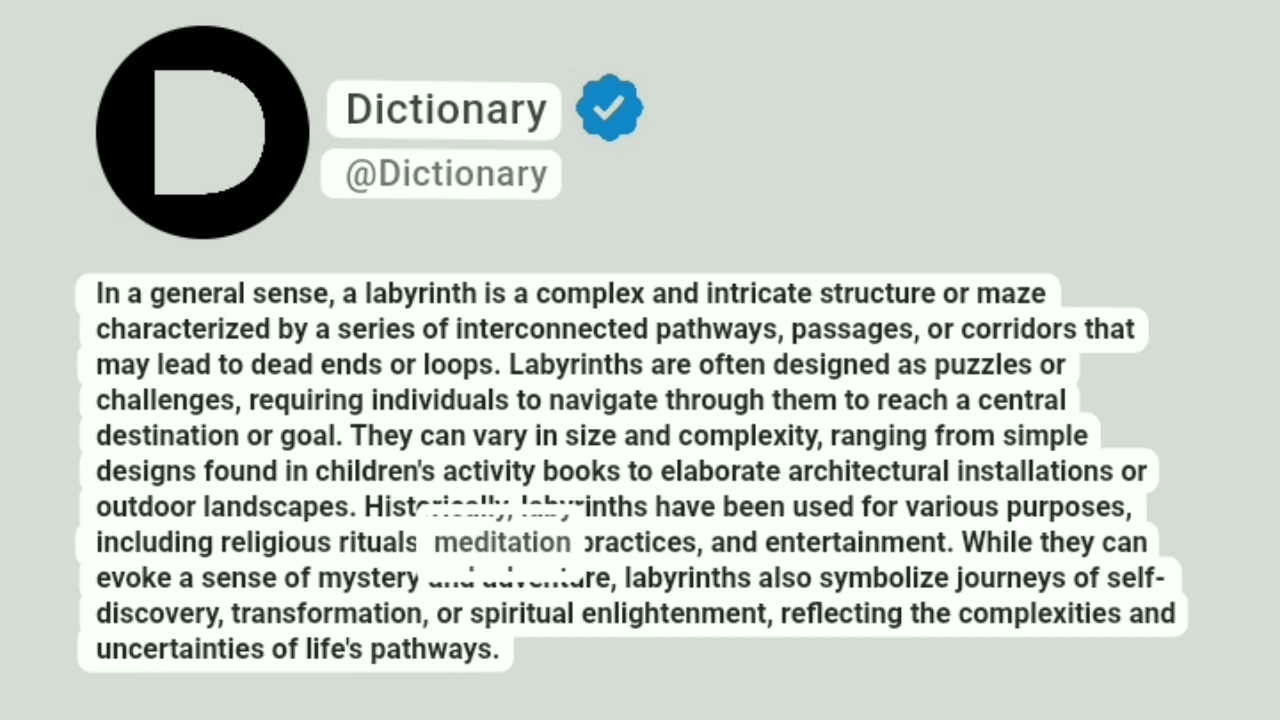 D
Dictionary
@Dictionary
In a general sense, a labyrinth is a complex and intricate structure or maze
characterized by a series of interconnected pathways, passages, or corridors that
may lead to dead ends or loops. Labyrinths are often designed as puzzles or
challenges, requiring individuals to navigate through them to reach a central
destination or goal. They can vary in size and complexity, ranging from simple
designs found in children's activity books to elaborate architectural installations or
outdoor landscapes. Historically, labyrinths have been used for various purposes,
including religious rituals meditation practices, and entertainment. While they can
evoke a sense of mystery and adventure, labyrinths also symbolize journeys of self-
discovery, transformation, or spiritual enlightenment, reflecting the complexities and
uncertainties of life's pathways.